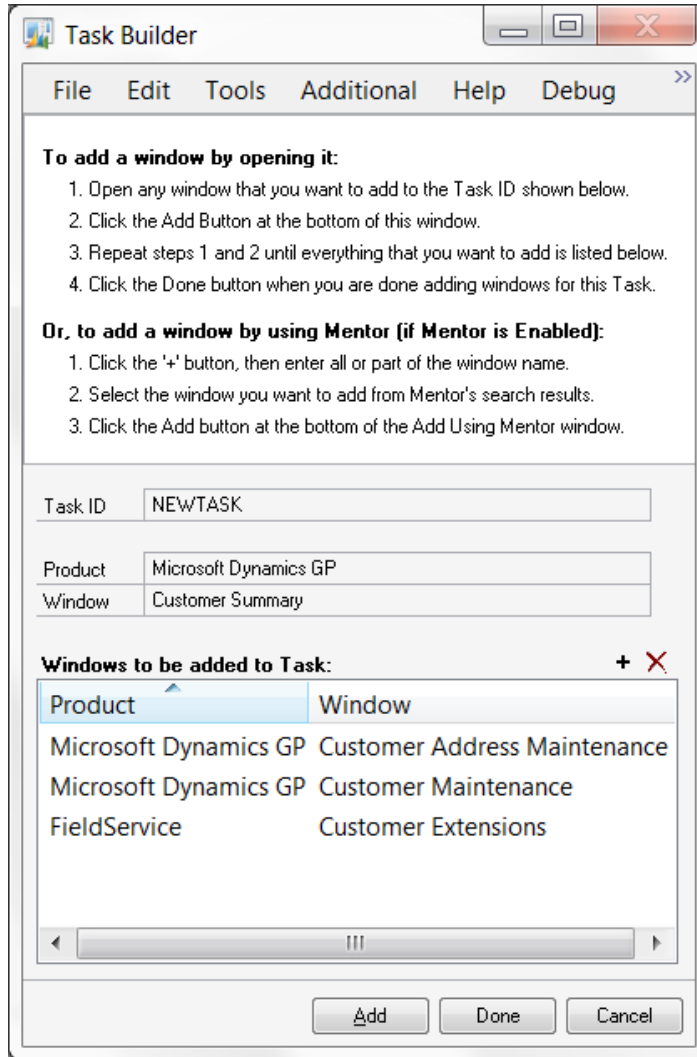 Task Builder
File Edit Tools Additional Help Debug »
To add a window by opening it:
1. Open any window that you want to add to the Task ID shown below.
2. Click the Add Button at the bottom of this window.
3. Repeat steps 1 and 2 until everything that you want to add is listed below.
4. Click the Done button when you are done adding windows for this Task.
Or, to add a window by using Mentor (if Mentor is Enabled):
1. Click the '+' button, then enter all or part of the window name.
2. Select the window you want to add from Mentor's search results.
3. Click the Add button at the bottom of the Add Using Mentor window.
Task ID NEWTASK
Product Microsoft Dynamics GP
Window Customer Summary
Windows to be added to Task: +
Product Window
Microsoft Dynamics GP Customer Address Maintenance
Microsoft Dynamics GP Customer Maintenance
FieldService Customer Extensions
Add Done Cancel